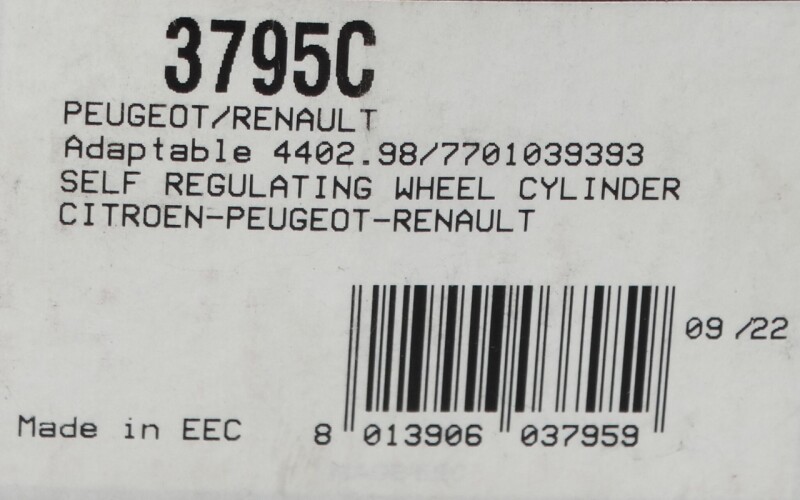 3795C
PEUGEOT/RENAULT
Adaptable 4402.98/7701039393
SELF REGULATING WHEEL CYLINDER
CITROEN-PEUGEOT-RENAULT
09 /22
Made in EEC
8 013906 037959